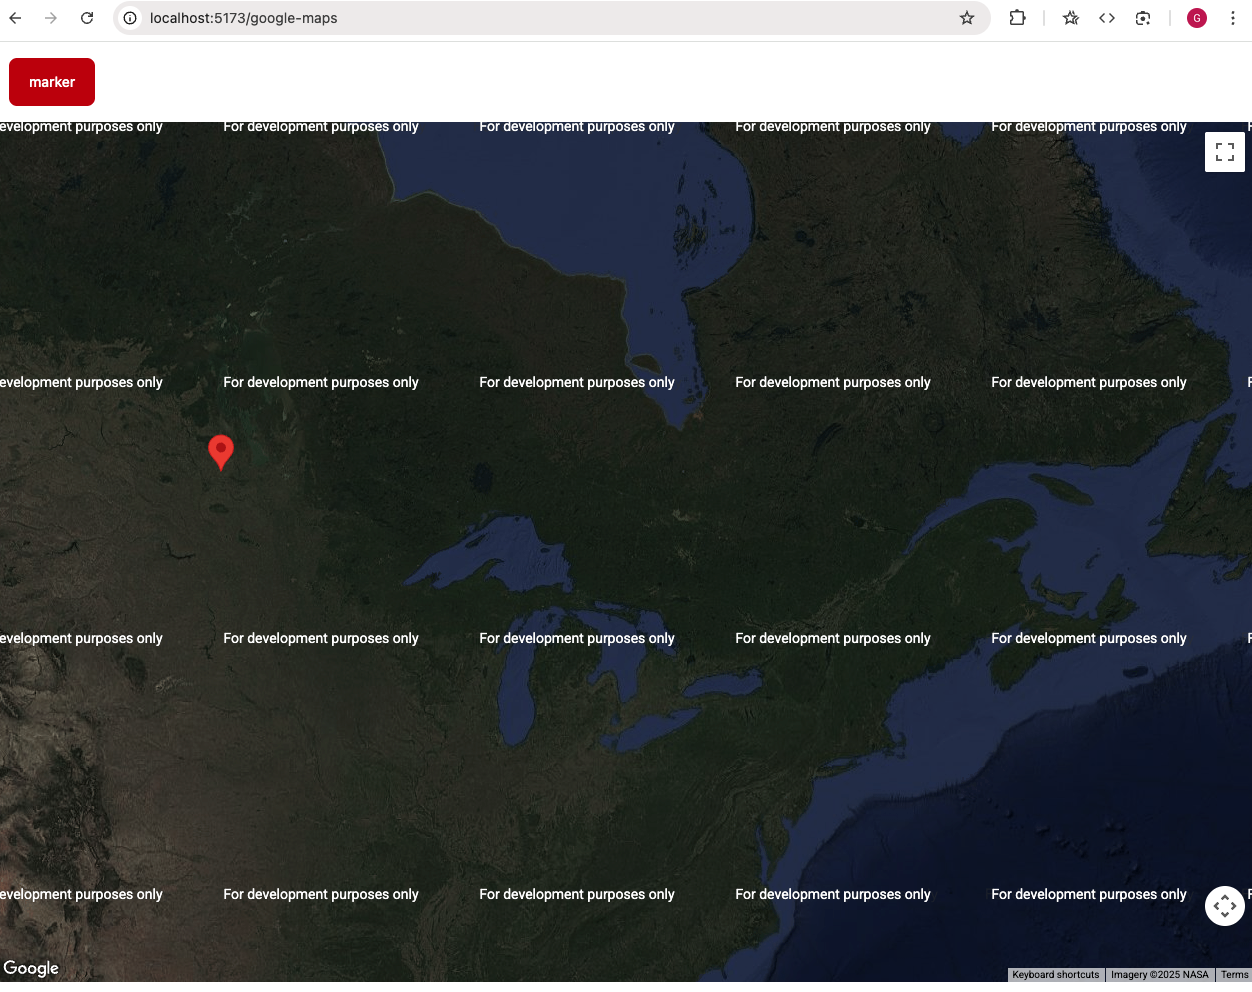 localhost:5173/google-maps
G
marker
evelopment purposes only For development purposes only For development purposes only For development purposes only For development purposes only F
evelopment purposes only For development purposes only For development purposes only For development purposes only For development purposes only F
evelopment purposes only For development purposes only For development purposes only For development purposes only For development purposes only F
evelopment purposes only For development purposes only For development purposes only For development purposes only For development purposes only F
Google
Keyboard shortcuts Imagery ©2025 NASA Terms